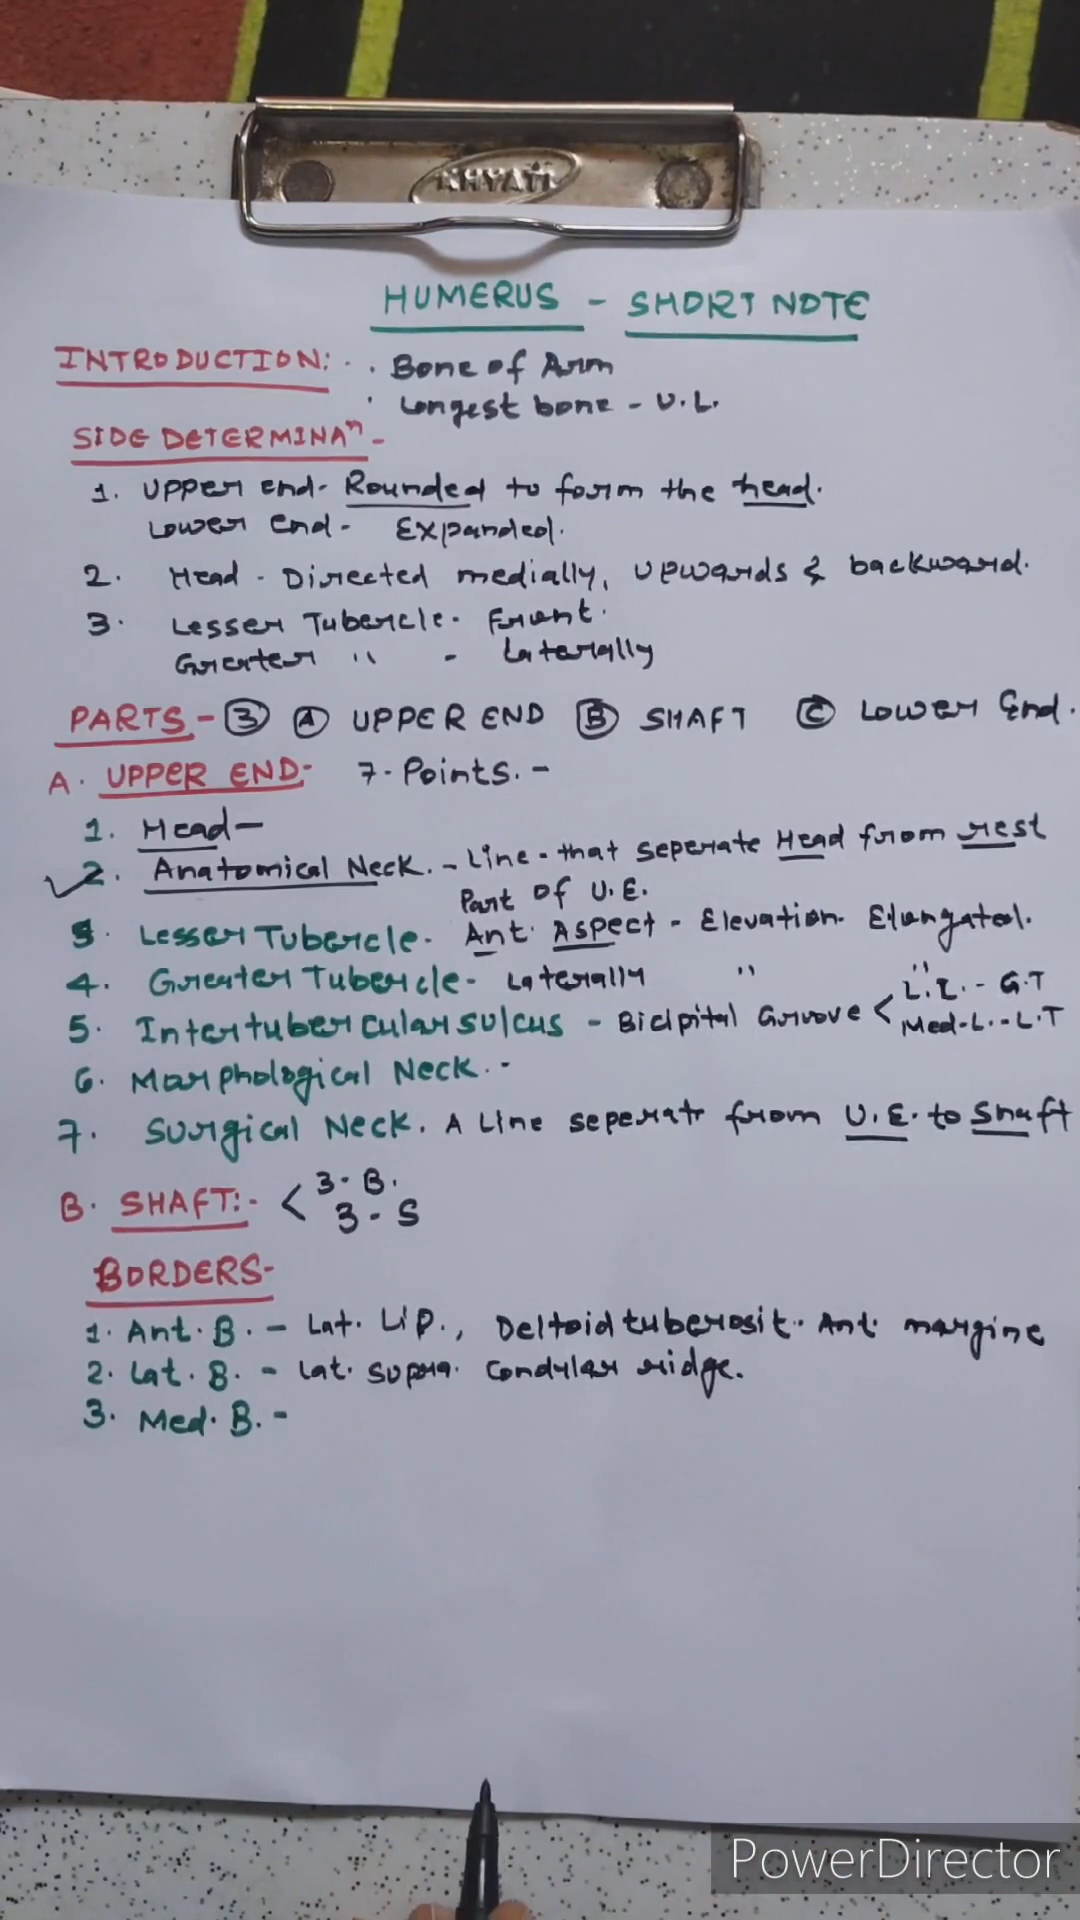 KHYATI
HUMERUS - SHORT NOTE
INTRODUCTION: . Bone of Arm
. Longest bone - U.L.
SIDE DETERMINAⁿ -
1. Upper end - Rounded to form the head.
Lower end - Expanded.
2. Head - Directed medially, upwards & backward.
3. Lesser Tubercle. Front.
Greater " - Laterally
PARTS - ③ Ⓐ UPPER END Ⓑ SHAFT Ⓒ LOWER End.
A. UPPER END - 7 - Points. -
1. Head -
2. Anatomical Neck. - Line - that seperate Head from rest
Part of U.E.
3. Lesser Tubercle. Ant. Aspect - Elevation. Elongated.
4. Greater Tubercle - Laterally " "
5. Intertubercular sulcus - Bicipital Groove < L.L. - G.T
Med - L. - L.T
6. Morphological Neck. -
7. Surgical Neck. A Line seperate from U.E. to Shaft
B. SHAFT: - < 3 - B.
3 - S
BORDERS -
1. Ant. B. - Lat. Lip., Deltoid tuberosit. Ant. margine
2. Lat. B. - Lat. supra. Condylar ridge.
3. Med. B. -
PowerDirector